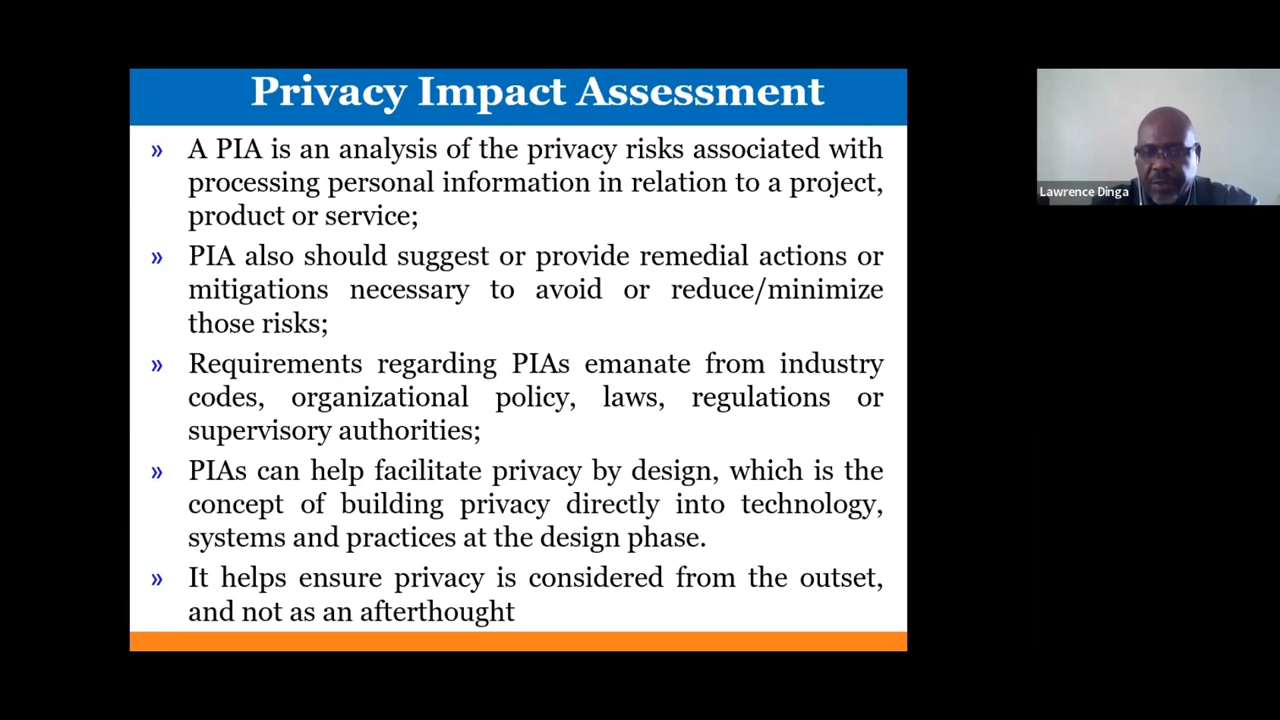 Privacy Impact Assessment
» A PIA is an analysis of the privacy risks associated with
processing personal information in relation to a project,
product or service;
» PIA also should suggest or provide remedial actions or
mitigations necessary to avoid or reduce/minimize
those risks;
» Requirements regarding PIAs emanate from industry
codes, organizational policy, laws, regulations or
supervisory authorities;
» PIAs can help facilitate privacy by design, which is the
concept of building privacy directly into technology,
systems and practices at the design phase.
» It helps ensure privacy is considered from the outset,
and not as an afterthought
Lawrence Dinga